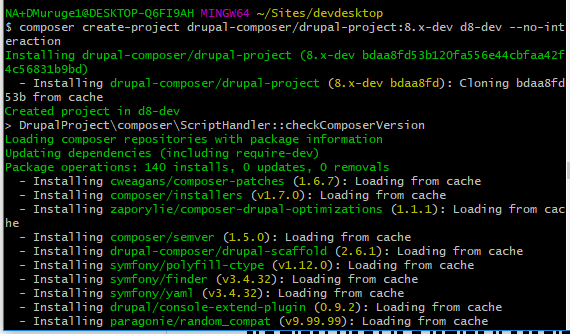 NA+DMuruge1@DESKTOP-Q6FI9AH MINGW64 ~/Sites/devdesktop
$ composer create-project drupal-composer/drupal-project:8.x-dev d8-dev --no-int
eraction
Installing drupal-composer/drupal-project (8.x-dev bdaa8fd53b120fa556e44cbfaa42f
4c56831b9bd)
  - Installing drupal-composer/drupal-project (8.x-dev bdaa8fd): Cloning bdaa8fd
53b from cache
Created project in d8-dev
> DrupalProject\composer\ScriptHandler::checkComposerVersion
Loading composer repositories with package information
Updating dependencies (including require-dev)
Package operations: 140 installs, 0 updates, 0 removals
  - Installing cweagans/composer-patches (1.6.7): Loading from cache
  - Installing composer/installers (v1.7.0): Loading from cache
  - Installing zaporylie/composer-drupal-optimizations (1.1.1): Loading from cac
he
  - Installing composer/semver (1.5.0): Loading from cache
  - Installing drupal-composer/drupal-scaffold (2.6.1): Loading from cache
  - Installing symfony/polyfill-ctype (v1.12.0): Loading from cache
  - Installing symfony/finder (v3.4.32): Loading from cache
  - Installing symfony/yaml (v3.4.32): Loading from cache
  - Installing drupal/console-extend-plugin (0.9.2): Loading from cache
  - Installing paragonie/random_compat (v9.99.99): Loading from cache